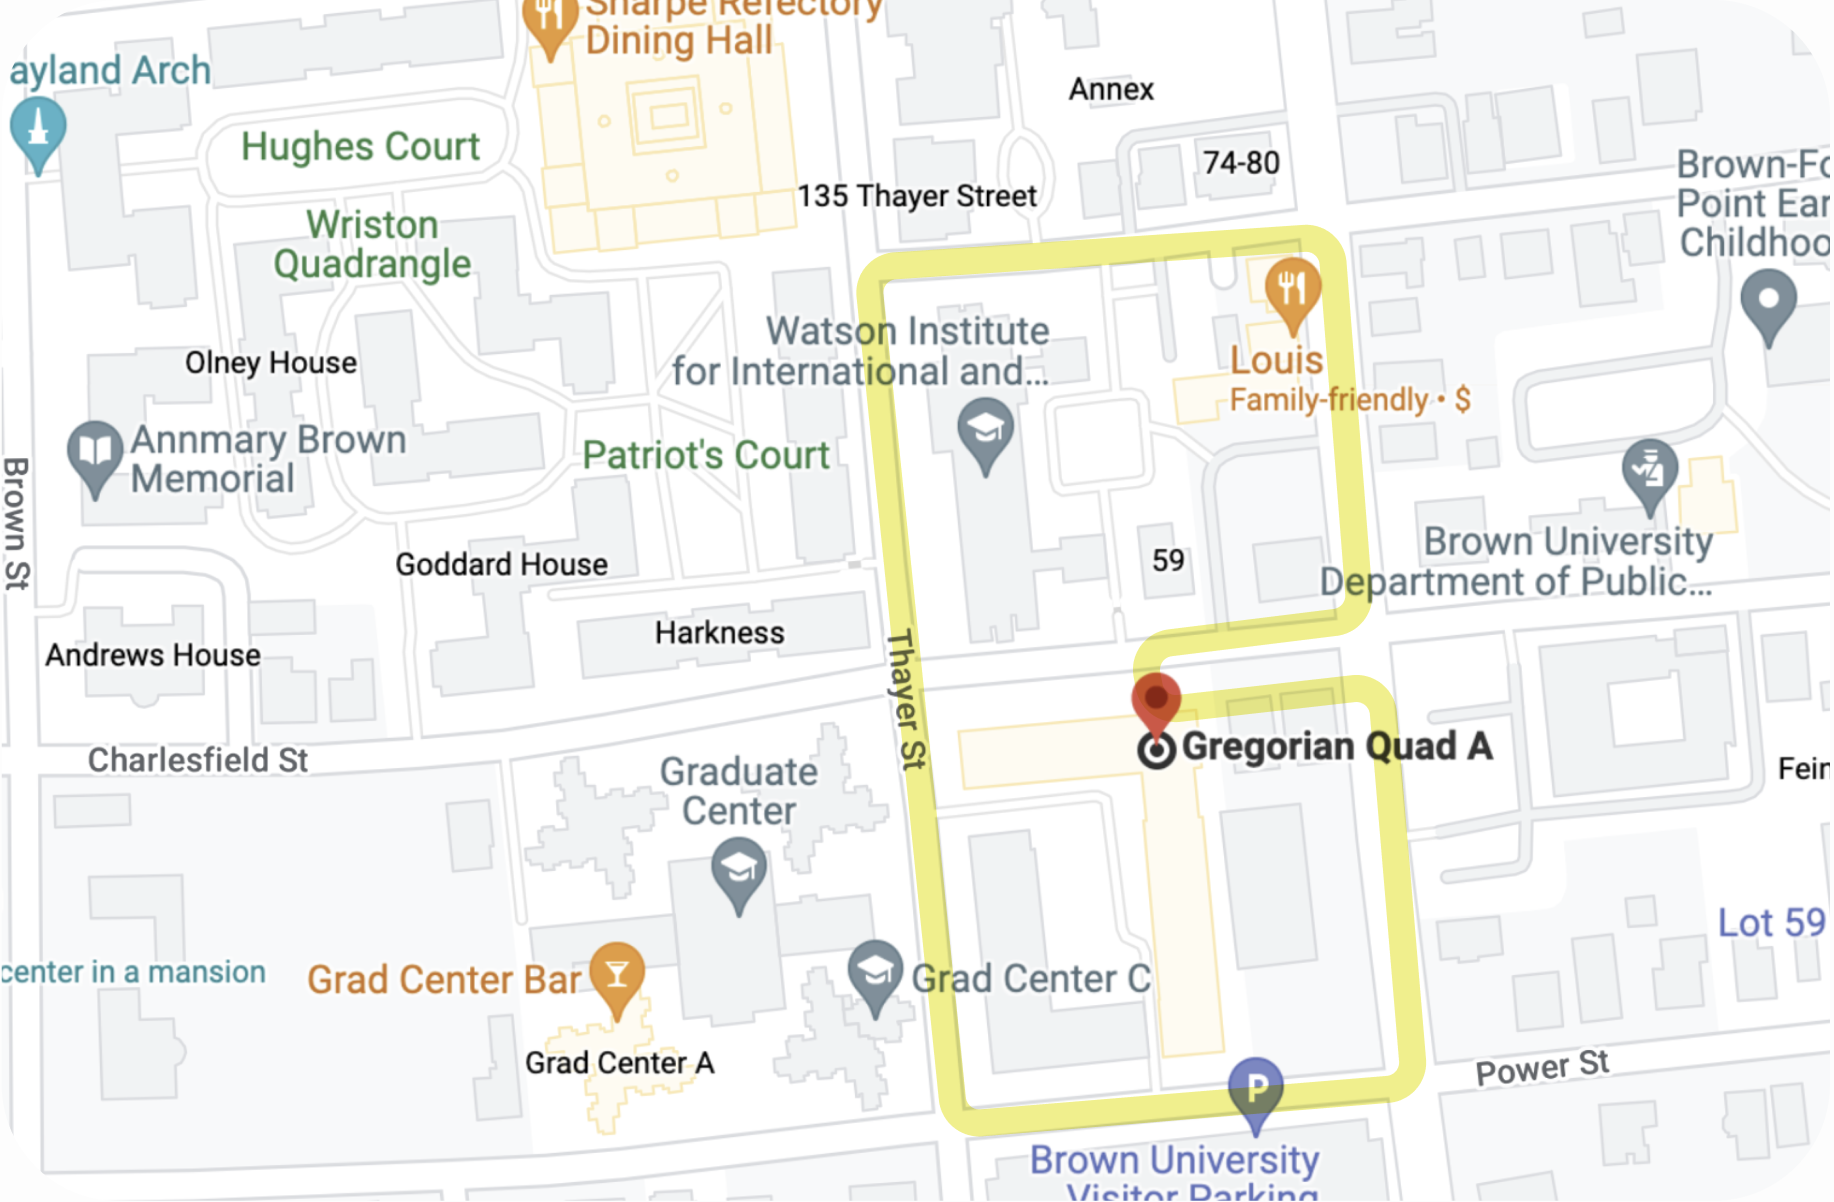 Sharpe Refectory
Dining Hall
ayland Arch
Annex
Hughes Court
74-80
135 Thayer Street
Brown-Fo
Point Ear
Childhoo
Wriston
Quadrangle
Watson Institute
for International and...
Olney House
Louis
Family-friendly • $
Annmary Brown
Memorial
Patriot's Court
Brown St
Brown University
Department of Public...
Goddard House
59
Harkness
Andrews House
Thayer St
Charlesfield St
Gregorian Quad A
Graduate
Center
Fein
Lot 59
center in a mansion
Grad Center Bar
Grad Center C
Grad Center A
P
Power St
Brown University
Visitor Parking